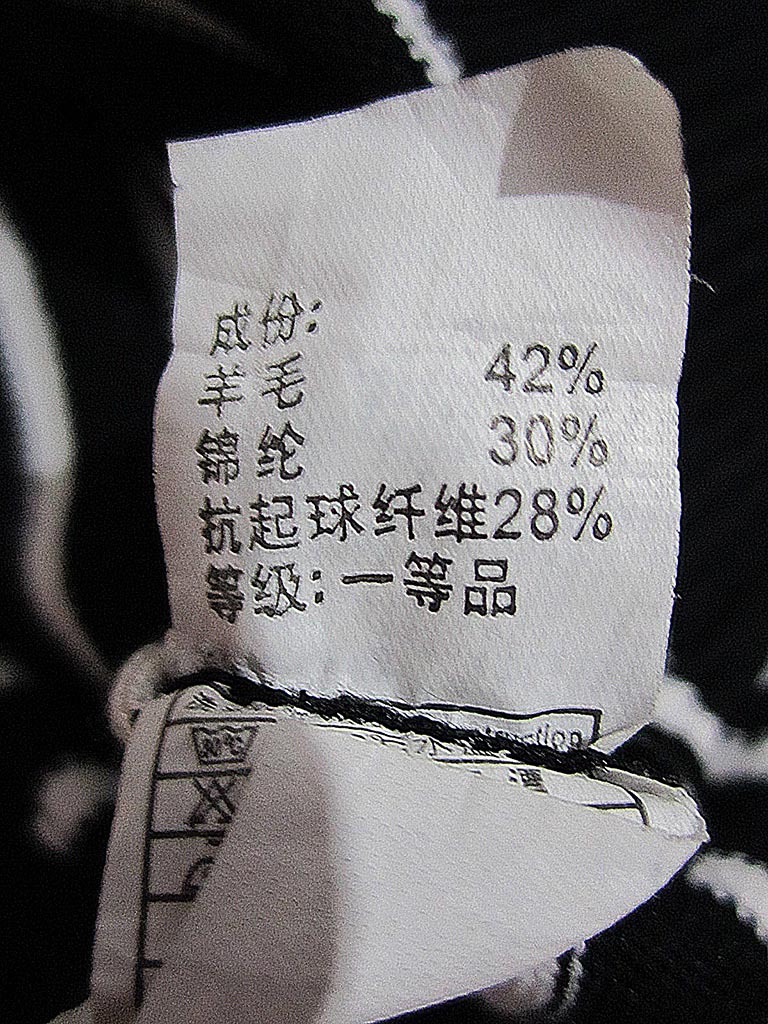 成份:
羊毛 42%
锦纶 30%
抗起球纤维28%
等级:一等品